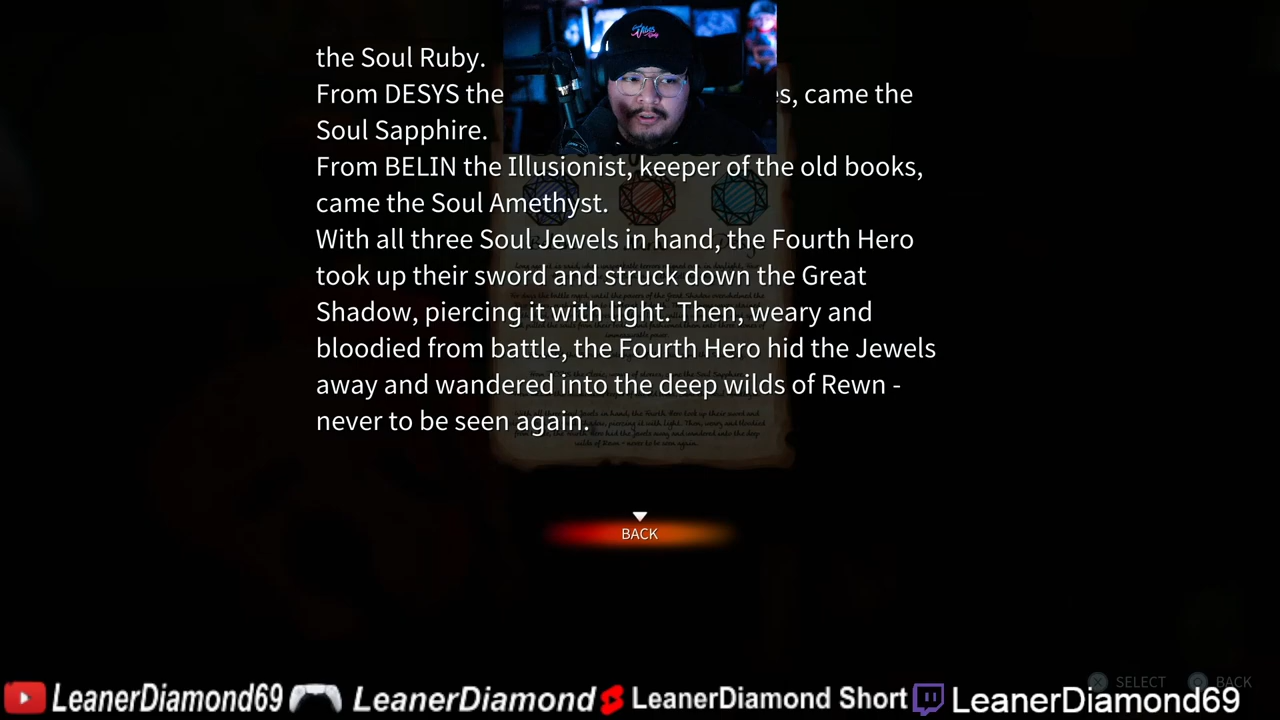 the Soul Ruby.
From DESYS the es, came the
Soul Sapphire.
From BELIN the Illusionist, keeper of the old books,
came the Soul Amethyst.
With all three Soul Jewels in hand, the Fourth Hero
took up their sword and struck down the Great
Shadow, piercing it with light. Then, weary and
bloodied from battle, the Fourth Hero hid the Jewels
away and wandered into the deep wilds of Rewn -
never to be seen again.
BACK
SELECT BACK
LeanerDiamond69 LeanerDiamond LeanerDiamond Short LeanerDiamond69